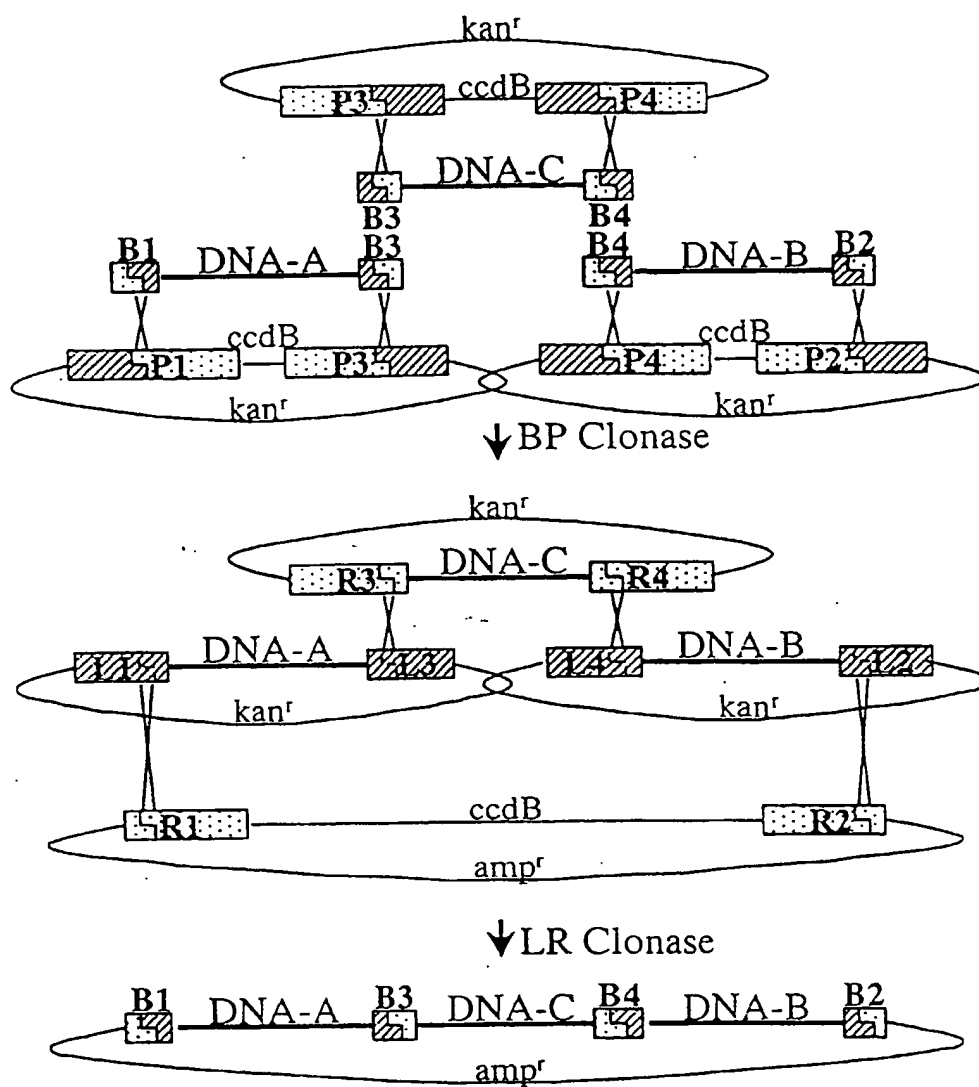 kanʳ
ccdB
P3 P4
DNA-C
B3 B4
B1 B3 B4 B2
DNA-A DNA-B
ccdB ccdB
P1 P3 P4 P2
kanʳ kanʳ
BP Clonase
kanʳ
DNA-C
R3 R4
DNA-A DNA-B
L1 L3 L4 L2
kanʳ kanʳ
ccdB
R1 R2
ampʳ
LR Clonase
B1 B3 B4 B2
DNA-A DNA-C DNA-B
ampʳ